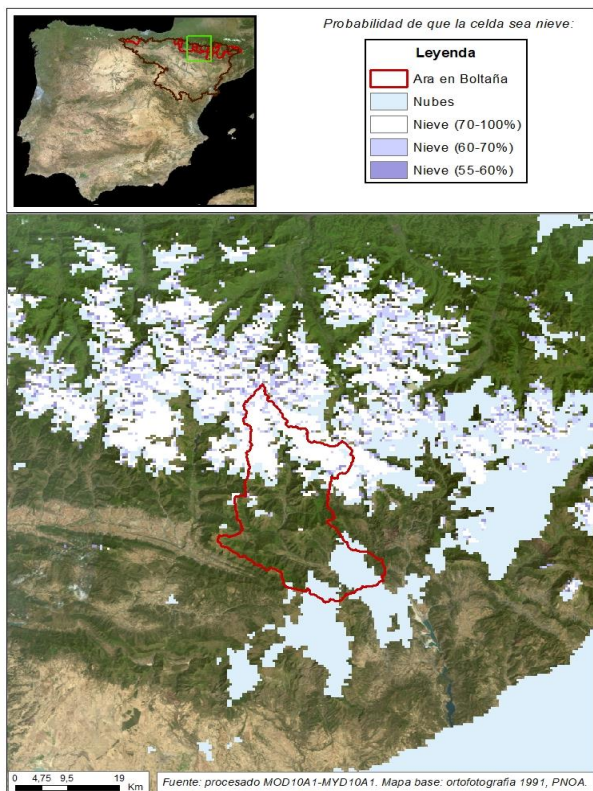 Probabilidad de que la celda sea nieve:
Leyenda
Ara en Boltaña
Nubes
Nieve (70-100%)
Nieve (60-70%)
Nieve (55-60%)
0 4,75 9,5 19
Km
Fuente: procesado MOD10A1-MYD10A1. Mapa base: ortofotografía 1991, PNOA.